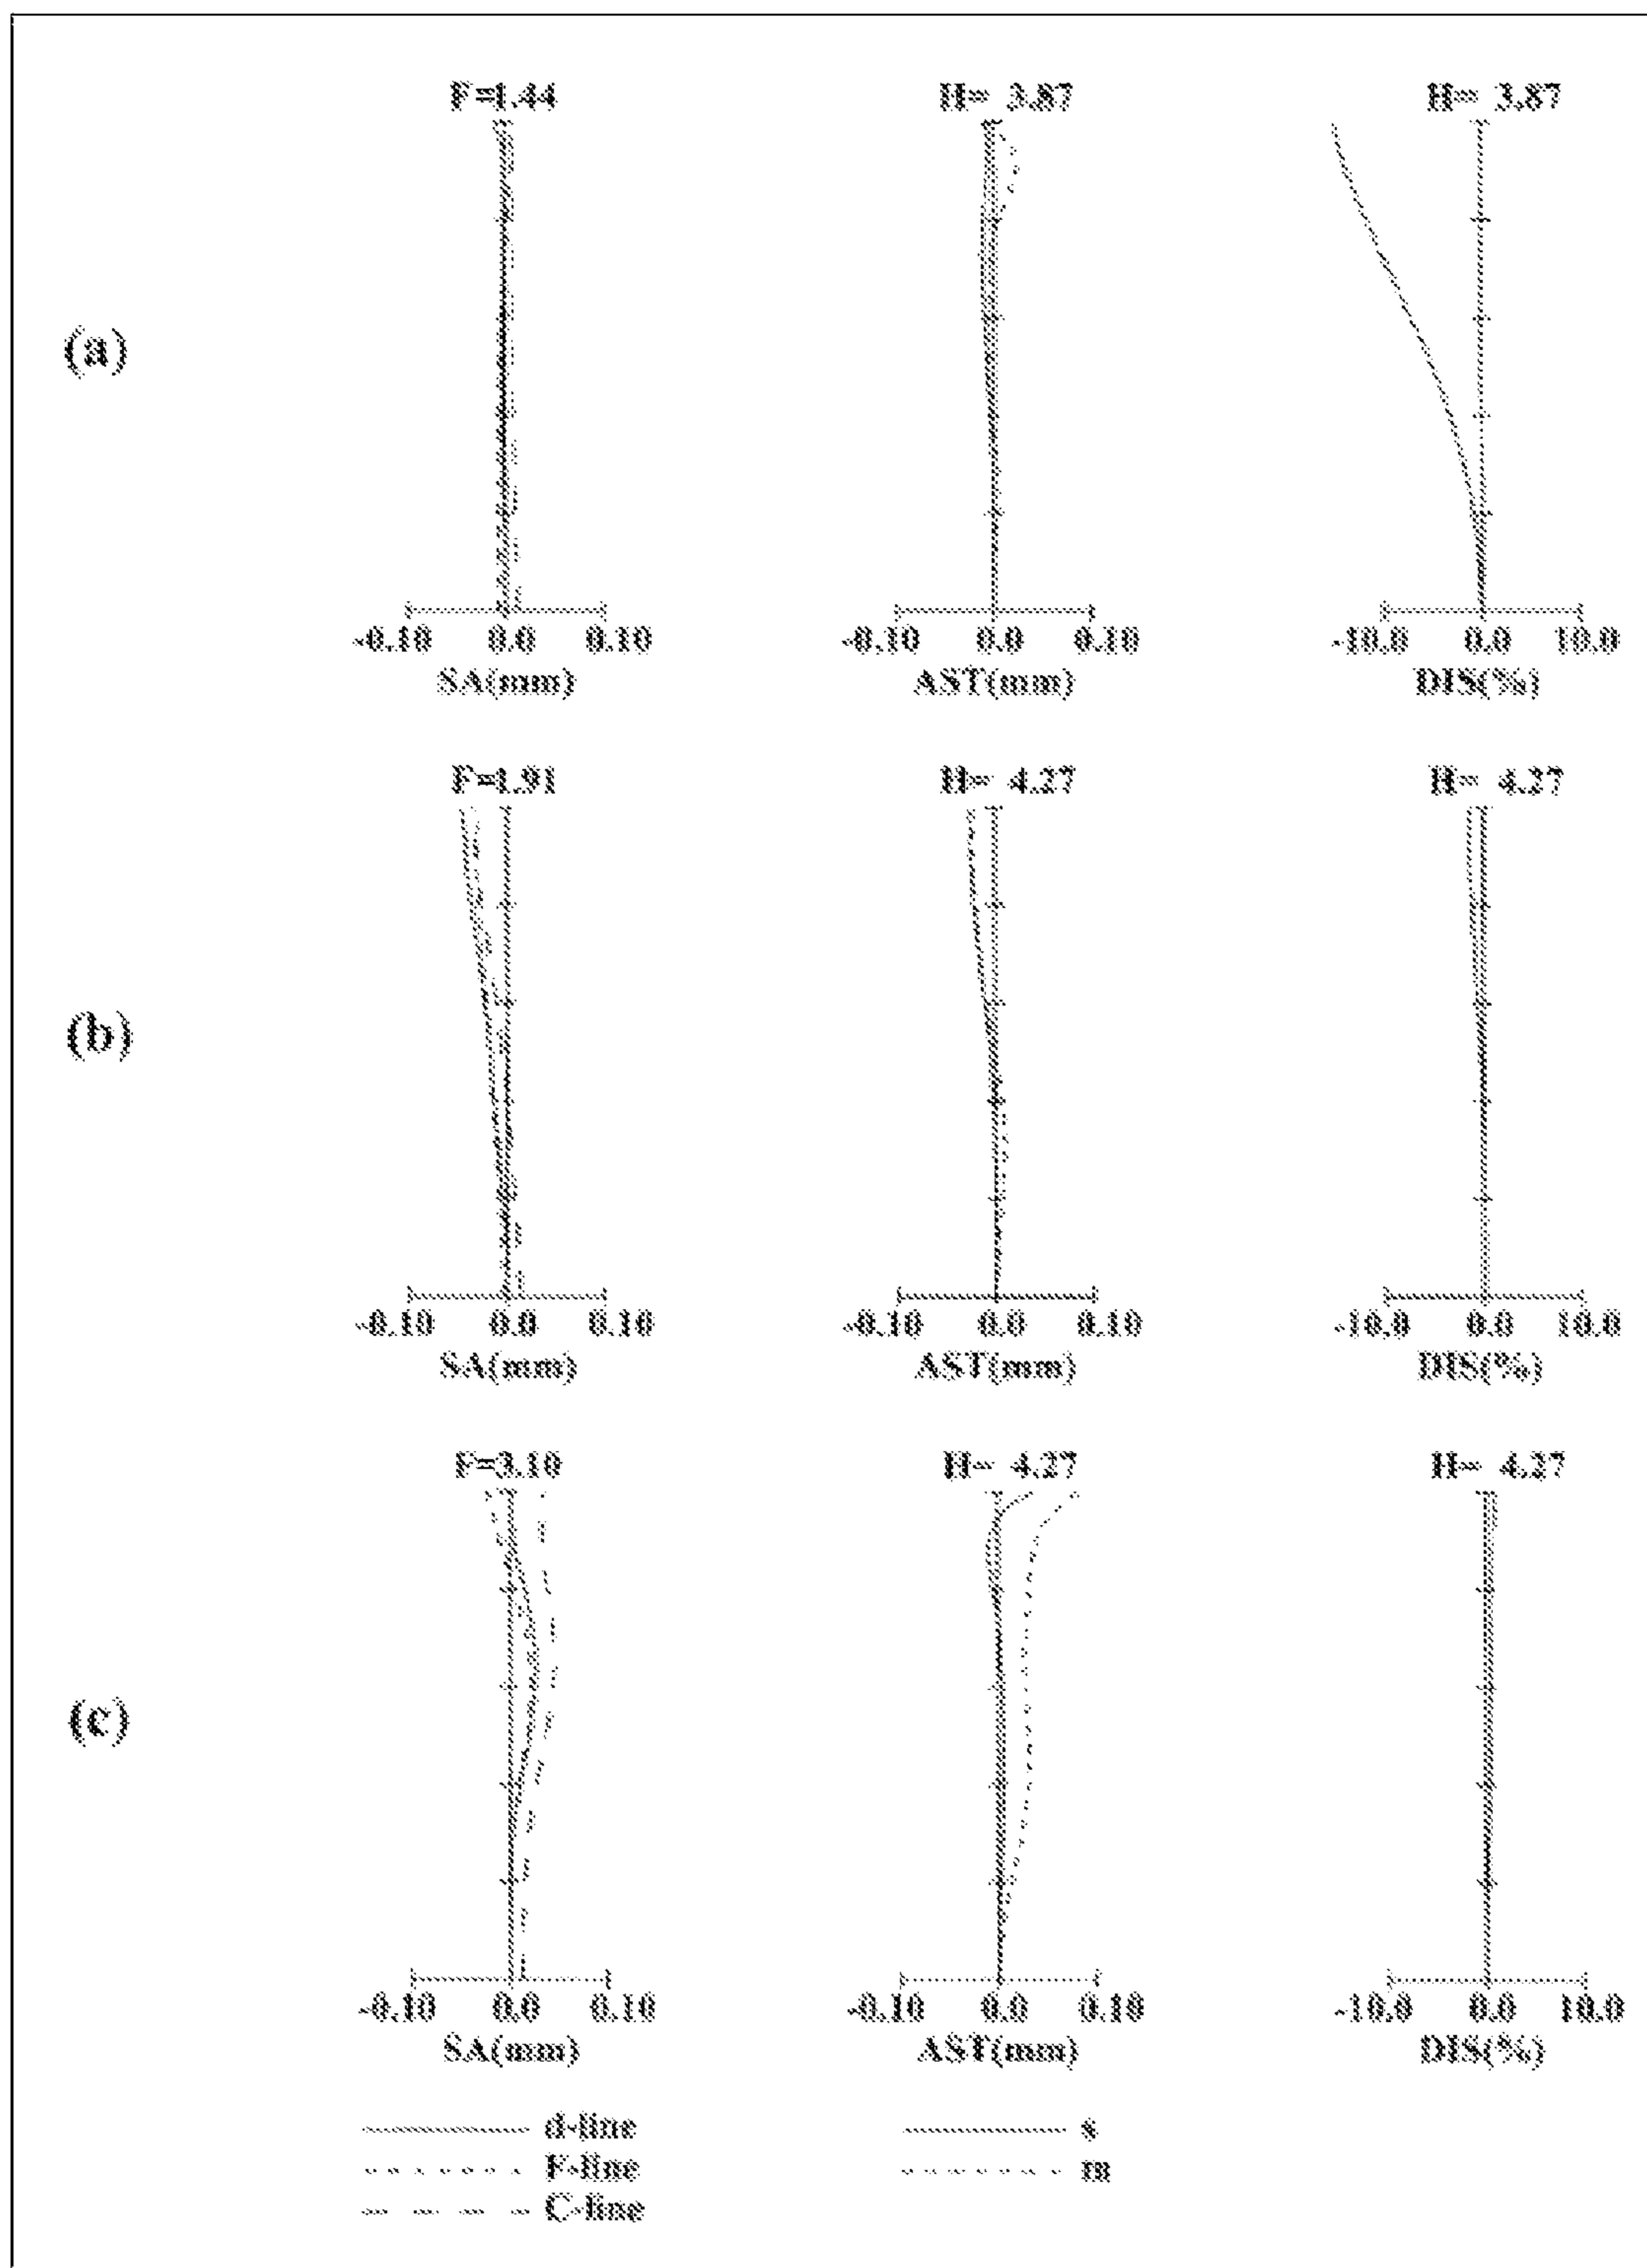 F=1.44 H= 3.87 H= 3.87
(a)
-0.10 0.0 0.10 -0.10 0.0 0.10 -10.0 0.0 10.0
SA(mm) AST(mm) DIS(%)
F=1.91 H= 4.27 H= 4.27
(b)
-0.10 0.0 0.10 -0.10 0.0 0.10 -10.0 0.0 10.0
SA(mm) AST(mm) DIS(%)
F=3.10 H= 4.27 H= 4.27
(c)
-0.10 0.0 0.10 -0.10 0.0 0.10 -10.0 0.0 10.0
SA(mm) AST(mm) DIS(%)
d-line s
F-line m
C-line